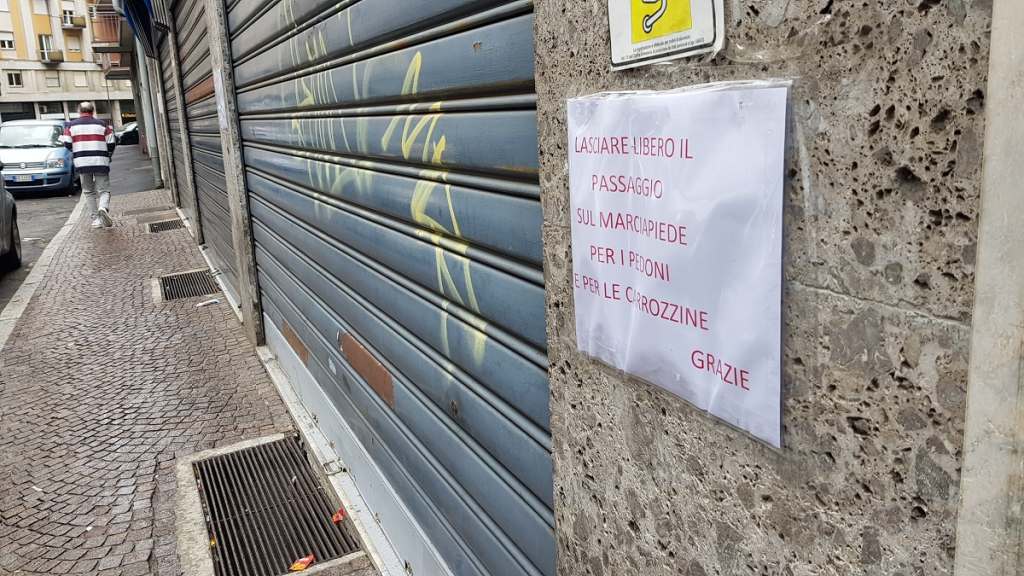 LASCIARE LIBERO IL
PASSAGGIO
SUL MARCIAPIEDE
PER I PEDONI
E PER LE CARROZZINE
GRAZIE